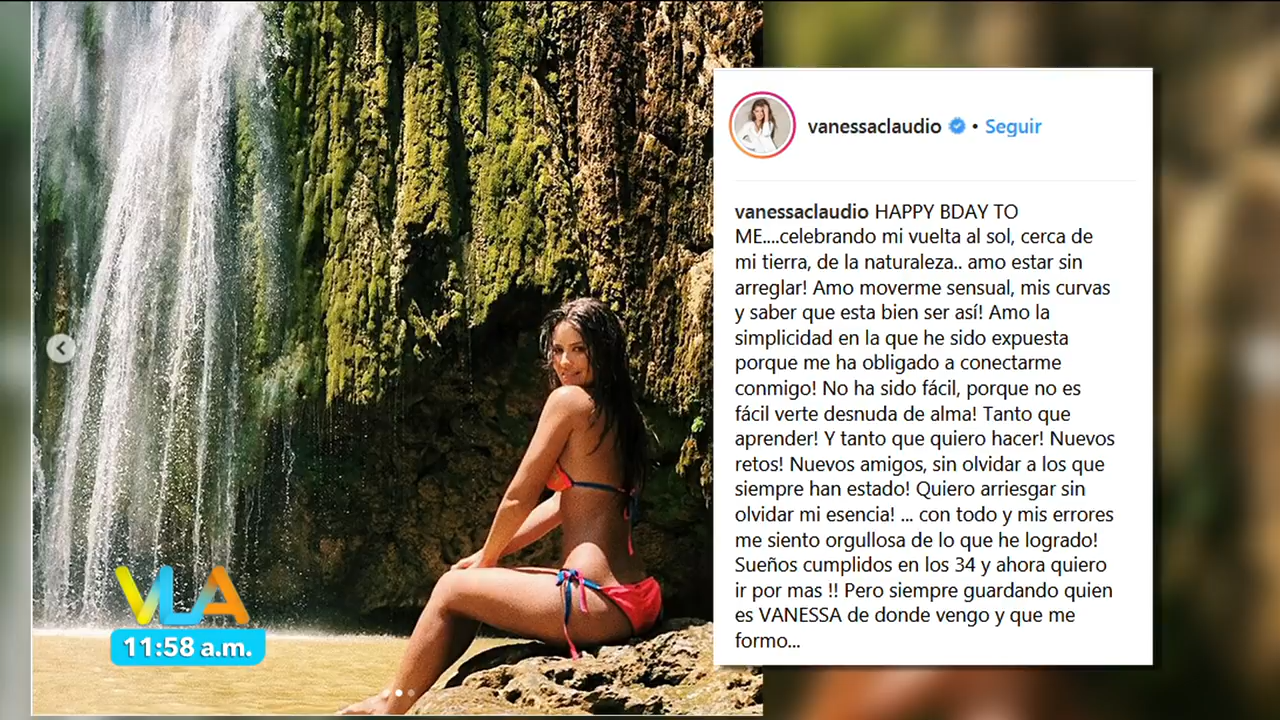 vanessaclaudio • Seguir
vanessaclaudio HAPPY BDAY TO
ME....celebrando mi vuelta al sol, cerca de
mi tierra, de la naturaleza.. amo estar sin
arreglar! Amo moverme sensual, mis curvas
y saber que esta bien ser así! Amo la
simplicidad en la que he sido expuesta
porque me ha obligado a conectarme
conmigo! No ha sido fácil, porque no es
fácil verte desnuda de alma! Tanto que
aprender! Y tanto que quiero hacer! Nuevos
retos! Nuevos amigos, sin olvidar a los que
siempre han estado! Quiero arriesgar sin
olvidar mi esencia! ... con todo y mis errores
me siento orgullosa de lo que he logrado!
Sueños cumplidos en los 34 y ahora quiero
ir por mas !! Pero siempre guardando quien
es VANESSA de donde vengo y que me
formo...
VLA
11:58 a.m.